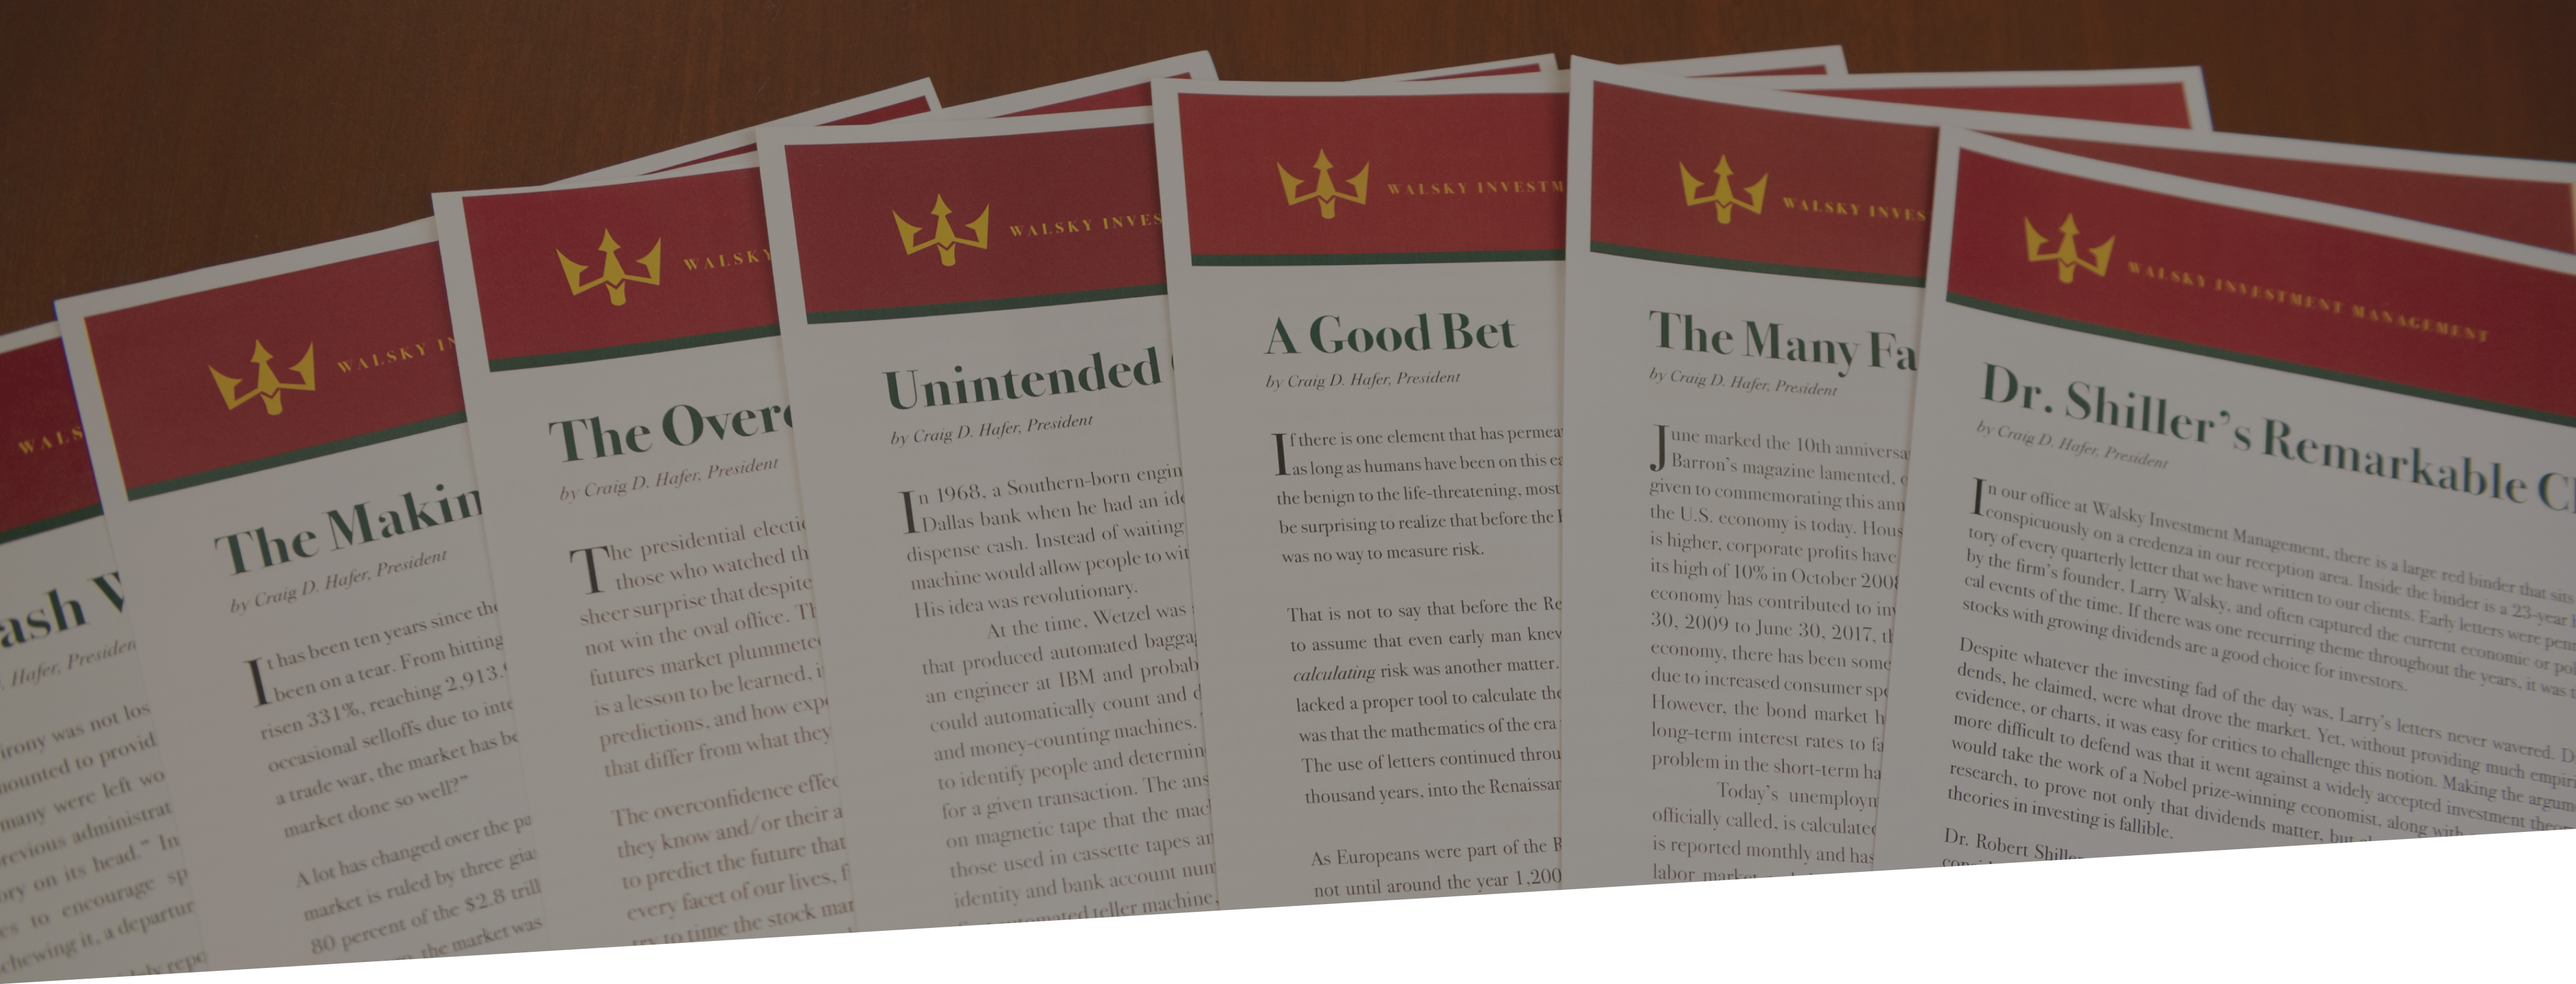 WALS
ash W
Hafer, Presiden
irony was not los
mounted to provid
many were left wo
revious administrat
ory on its head." In
es to encourage sp
chewing it, a departur
WALSKY IN
The Makin
by Craig D. Hafer, President
It has been ten years since the
been on a tear. From hitting
risen 331%, reaching 2,913.
occasional selloffs due to inte
a trade war, the market has be
market done so well?"
A lot has changed over the pa
market is ruled by three gia
80 percent of the $2.8 trill
the market was
WALSKY
The Over
by Craig D. Hafer, President
The presidential electi
those who watched th
sheer surprise that despite
not win the oval office. Th
futures market plummete
is a lesson to be learned, i
predictions, and how expe
that differ from what they
The overconfidence effec
they know and/or their a
to predict the future that
every facet of our lives, f
try to time the stock mar
WALSKY INVES
Unintended
by Craig D. Hafer, President
In 1968, a Southern-born engin
Dallas bank when he had an ide
dispense cash. Instead of waiting
machine would allow people to wit
His idea was revolutionary.
At the time, Wetzel was
that produced automated bagga
an engineer at IBM and probab
could automatically count and d
and money-counting machines.
to identify people and determin
for a given transaction. The ans
on magnetic tape that the mac
those used in cassette tapes an
identity and bank account num
automated teller machine,
WALSKY INVESTM
A Good Bet
by Craig D. Hafer, President
If there is one element that has permea
as long as humans have been on this ea
the benign to the life-threatening, most
be surprising to realize that before the
was no way to measure risk.
That is not to say that before the Re
to assume that even early man knew
calculating risk was another matter.
lacked a proper tool to calculate the
was that the mathematics of the era
The use of letters continued throu
thousand years, into the Renaissan
As Europeans were part of the R
not until around the year 1,200
WALSKY INVES
The Many Fa
by Craig D. Hafer, President
June marked the 10th anniversa
Barron's magazine lamented,
given to commemorating this ann
the U.S. economy is today. Hous
is higher, corporate profits have
its high of 10% in October 2008
economy has contributed to in
30, 2009 to June 30, 2017, th
economy, there has been some
due to increased consumer spe
However, the bond market h
long-term interest rates to fa
problem in the short-term ha
Today's unemploym
officially called, is calculated
is reported monthly and has
labor market
WALSKY INVESTMENT MANAGEMENT
Dr. Shiller's Remarkable C
by Craig D. Hafer, President
In our office at Walsky Investment Management, there is a large red binder that sits
conspicuously on a credenza in our reception area. Inside the binder is a 23-year
tory of every quarterly letter that we have written to our clients. Early letters were pen
by the firm's founder, Larry Walsky, and often captured the current economic or pol
cal events of the time. If there was one recurring theme throughout the years, it was t
stocks with growing dividends are a good choice for investors.
Despite whatever the investing fad of the day was, Larry's letters never wavered. D
dends, he claimed, were what drove the market. Yet, without providing much empiri
evidence, or charts, it was easy for critics to challenge this notion. Making the argum
more difficult to defend was that it went against a widely accepted investment theor
would take the work of a Nobel prize-winning economist, along with
research, to prove not only that dividends matter, but
theories in investing is fallible.
Dr. Robert Shiller